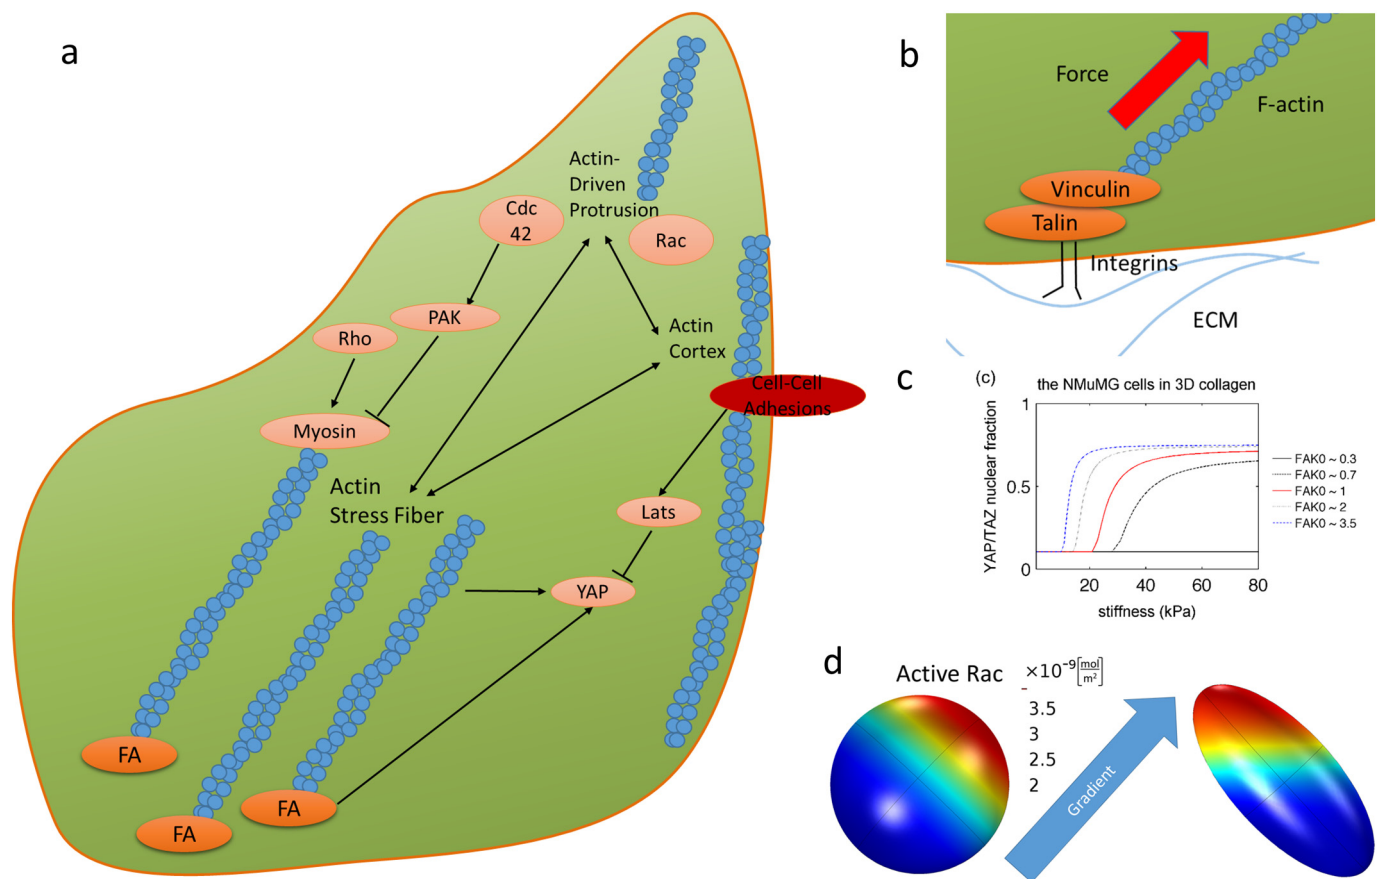 a
Actin-
Driven
Protrusion
Cdc
42
Rac
PAK
Rho
Actin
Cortex
Cell-Cell
Adhesions
Myosin
Actin
Stress Fiber
Lats
YAP
FA
FA
FA
b
Force
F-actin
Vinculin
Talin
Integrins
ECM
c
(c)
the NMuMG cells in 3D collagen
YAP/TAZ nuclear fraction
1
0.5
0
20
40
60
80
stiffness (kPa)
FAK0 ~ 0.3
FAK0 ~ 0.7
FAK0 ~ 1
FAK0 ~ 2
FAK0 ~ 3.5
d
Active Rac
×10⁻⁹[mol/m²]
3.5
3
2.5
2
Gradient